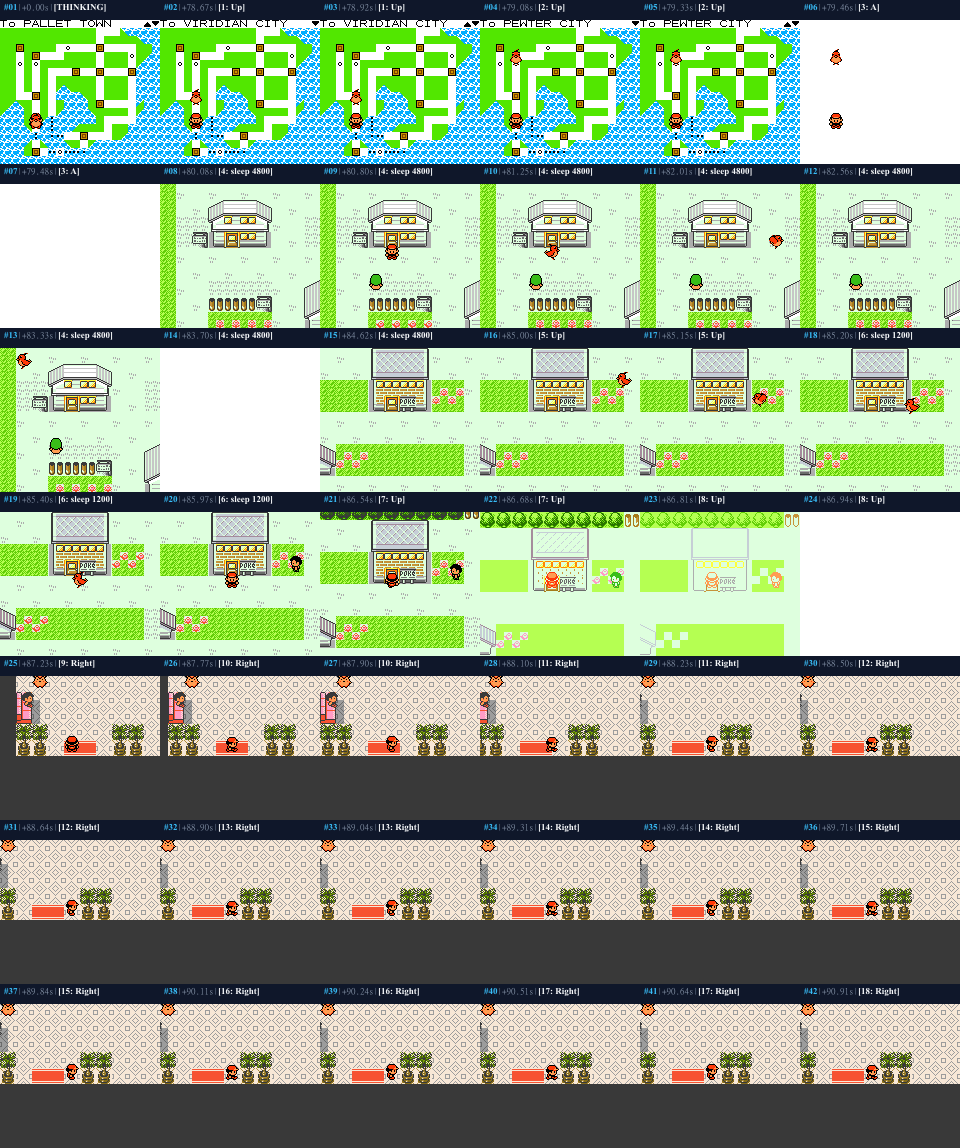 #01 | +0.00s | [THINKING] #02 | +78.67s | [1: Up] #03 | +78.92s | [1: Up] #04 | +79.08s | [2: Up] #05 | +79.33s | [2: Up] #06 | +79.46s | [3: A]
To PALLET TOWN To VIRIDIAN CITY To VIRIDIAN CITY To PEWTER CITY To PEWTER CITY
#07 | +79.48s | [3: A] #08 | +80.08s | [4: sleep 4800] #09 | +80.80s | [4: sleep 4800] #10 | +81.25s | [4: sleep 4800] #11 | +82.01s | [4: sleep 4800] #12 | +82.56s | [4: sleep 4800]
#13 | +83.33s | [4: sleep 4800] #14 | +83.70s | [4: sleep 4800] #15 | +84.62s | [4: sleep 4800] #16 | +85.00s | [5: Up] #17 | +85.15s | [5: Up] #18 | +85.20s | [6: sleep 1200]
POKE POKE POKE POKE
#19 | +85.40s | [6: sleep 1200] #20 | +85.97s | [6: sleep 1200] #21 | +86.54s | [7: Up] #22 | +86.68s | [7: Up] #23 | +86.81s | [8: Up] #24 | +86.94s | [8: Up]
POKE POKE POKE POKE POKE
#25 | +87.23s | [9: Right] #26 | +87.77s | [10: Right] #27 | +87.90s | [10: Right] #28 | +88.10s | [11: Right] #29 | +88.23s | [11: Right] #30 | +88.50s | [12: Right]
#31 | +88.64s | [12: Right] #32 | +88.90s | [13: Right] #33 | +89.04s | [13: Right] #34 | +89.31s | [14: Right] #35 | +89.44s | [14: Right] #36 | +89.71s | [15: Right]
#37 | +89.84s | [15: Right] #38 | +90.11s | [16: Right] #39 | +90.24s | [16: Right] #40 | +90.51s | [17: Right] #41 | +90.64s | [17: Right] #42 | +90.91s | [18: Right]